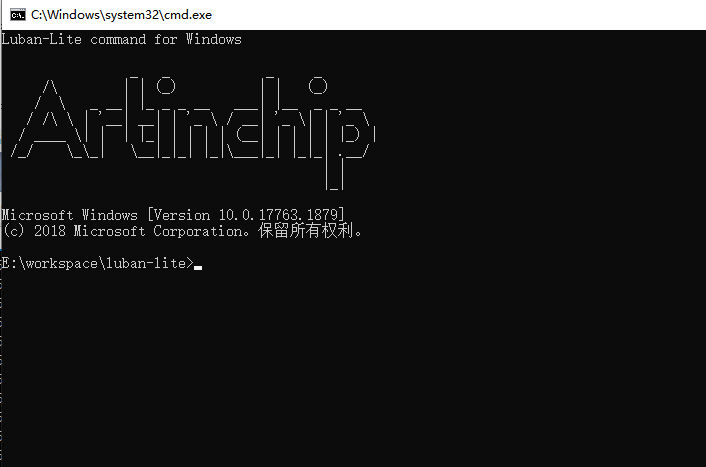 C:\Windows\system32\cmd.exe
Luban-Lite command for Windows
Artinchip
Microsoft Windows [Version 10.0.17763.1879]
(c) 2018 Microsoft Corporation。保留所有权利。
E:\workspace\luban-lite>